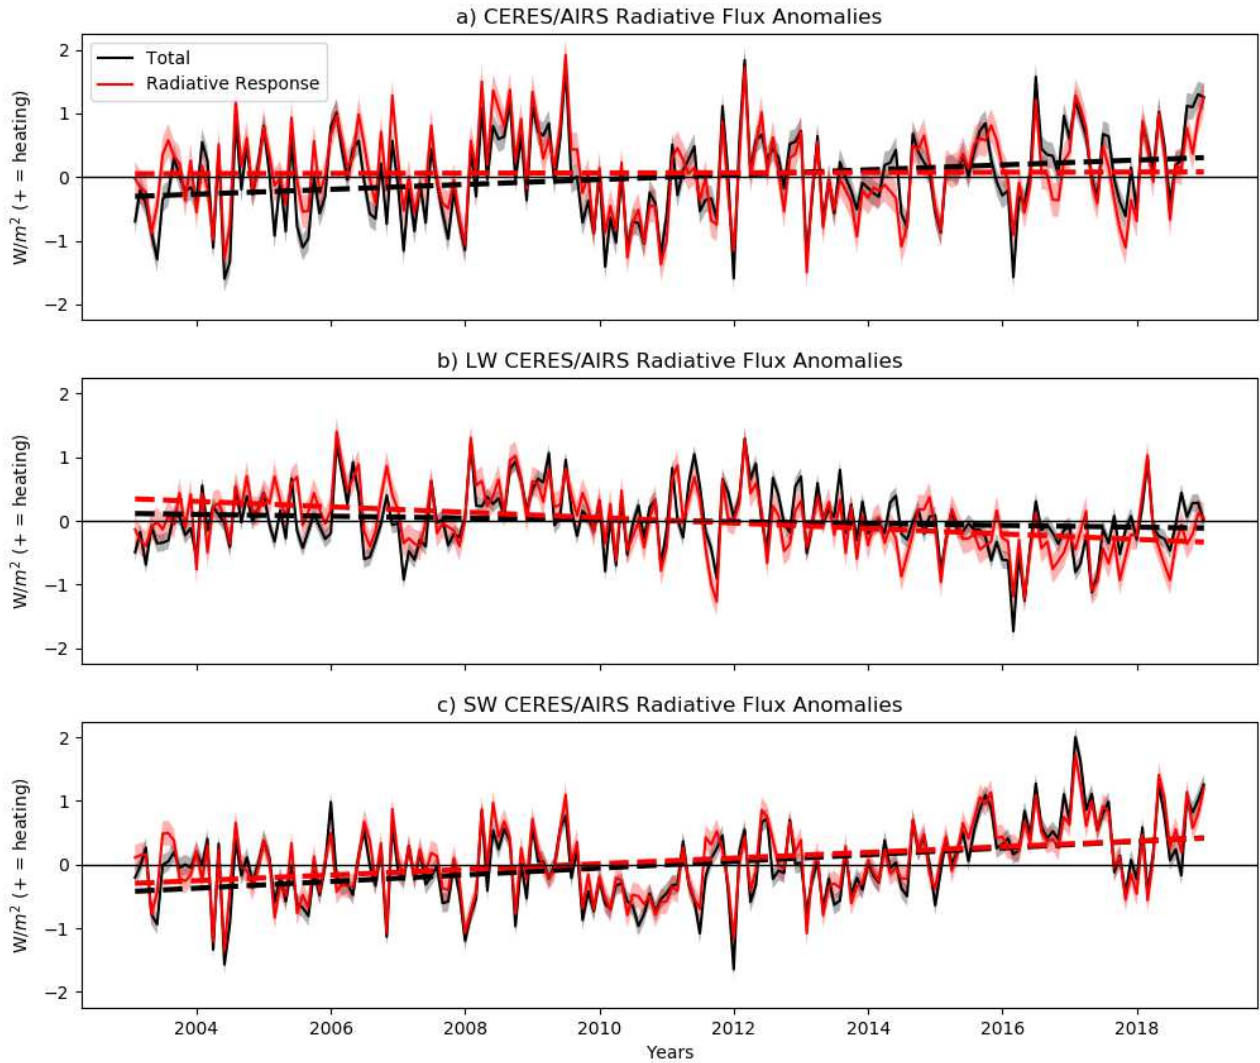 a) CERES/AIRS Radiative Flux Anomalies
Total
Radiative Response
W/m² (+ = heating)
2
1
0
−1
−2
b) LW CERES/AIRS Radiative Flux Anomalies
W/m² (+ = heating)
2
1
0
−1
−2
c) SW CERES/AIRS Radiative Flux Anomalies
W/m² (+ = heating)
2
1
0
−1
−2
2004 2006 2008 2010 2012 2014 2016 2018
Years